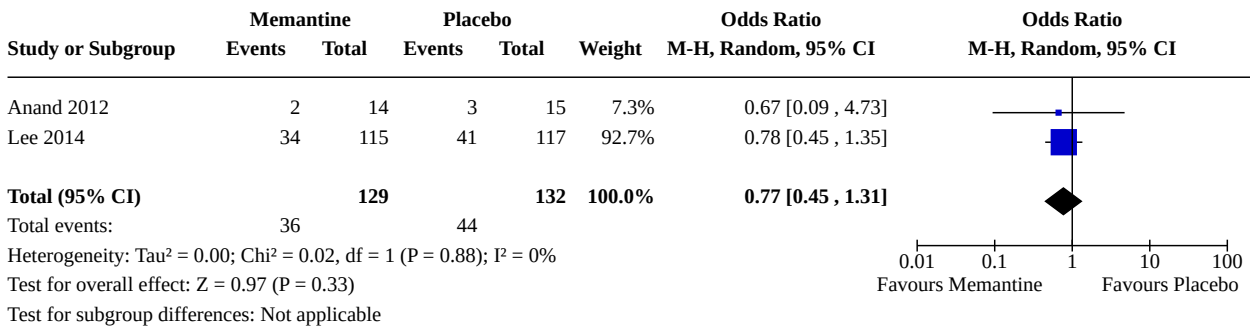 Memantine Placebo Odds Ratio Odds Ratio
Study or Subgroup Events Total Events Total Weight M-H, Random, 95% CI M-H, Random, 95% CI
Anand 2012 2 14 3 15 7.3% 0.67 [0.09 , 4.73]
Lee 2014 34 115 41 117 92.7% 0.78 [0.45 , 1.35]
Total (95% CI) 129 132 100.0% 0.77 [0.45 , 1.31]
Total events: 36 44
Heterogeneity: Tau² = 0.00; Chi² = 0.02, df = 1 (P = 0.88); I² = 0%
0.01 0.1 1 10 100
Test for overall effect: Z = 0.97 (P = 0.33)
Favours Memantine Favours Placebo
Test for subgroup differences: Not applicable